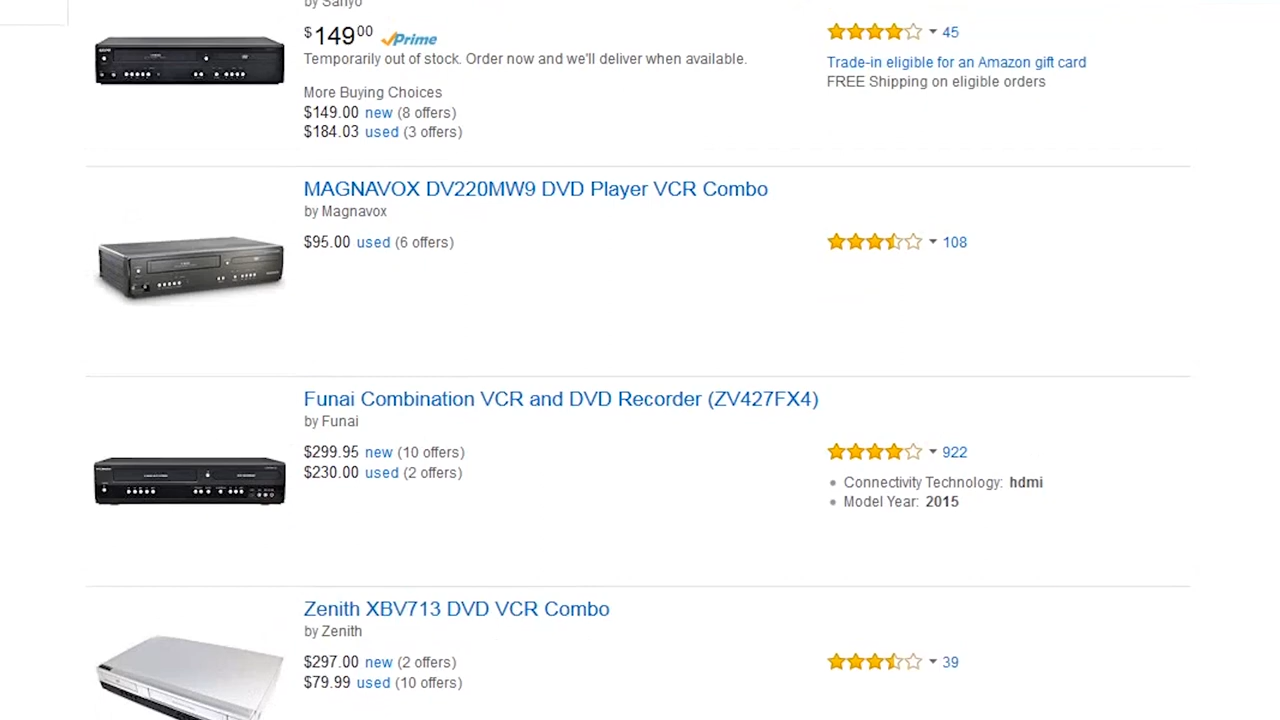 by Sanyo
$149.00 Prime
45
Temporarily out of stock. Order now and we'll deliver when available.
Trade-in eligible for an Amazon gift card
FREE Shipping on eligible orders
More Buying Choices
$149.00 new (8 offers)
$184.03 used (3 offers)
MAGNAVOX DV220MW9 DVD Player VCR Combo
by Magnavox
$95.00 used (6 offers)
108
Funai Combination VCR and DVD Recorder (ZV427FX4)
by Funai
$299.95 new (10 offers)
$230.00 used (2 offers)
922
Connectivity Technology: hdmi
Model Year: 2015
Zenith XBV713 DVD VCR Combo
by Zenith
$297.00 new (2 offers)
$79.99 used (10 offers)
39